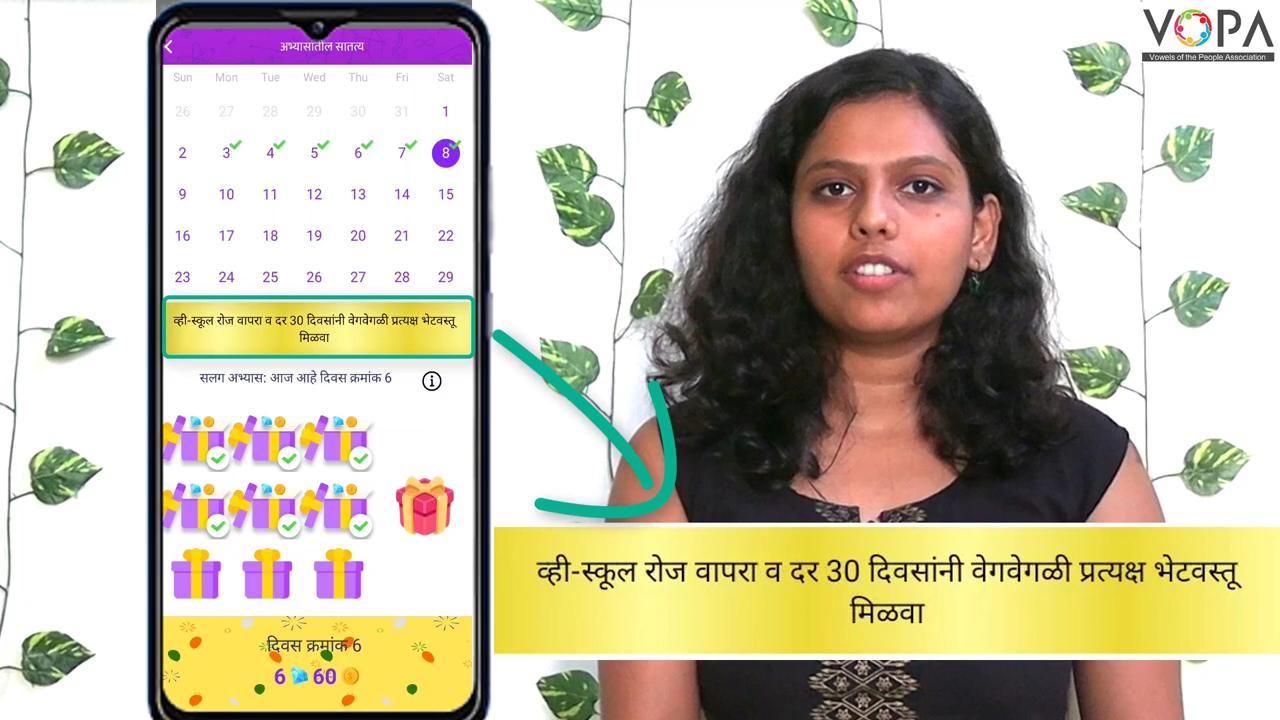 VOPA
Vowels of the People Association
अभ्यासातील सातत्य
Sun Mon Tue Wed Thu Fri Sat
26 27 28 29 30 31 1
2 3 4 5 6 7 8
9 10 11 12 13 14 15
16 17 18 19 20 21 22
23 24 25 26 27 28 29
व्ही-स्कूल रोज वापरा व दर 30 दिवसांनी वेगवेगळी प्रत्यक्ष भेटवस्तू
मिळवा
सलग अभ्यास: आज आहे दिवस क्रमांक 6
दिवस क्रमांक 6
6 60
व्ही-स्कूल रोज वापरा व दर 30 दिवसांनी वेगवेगळी प्रत्यक्ष भेटवस्तू
मिळवा